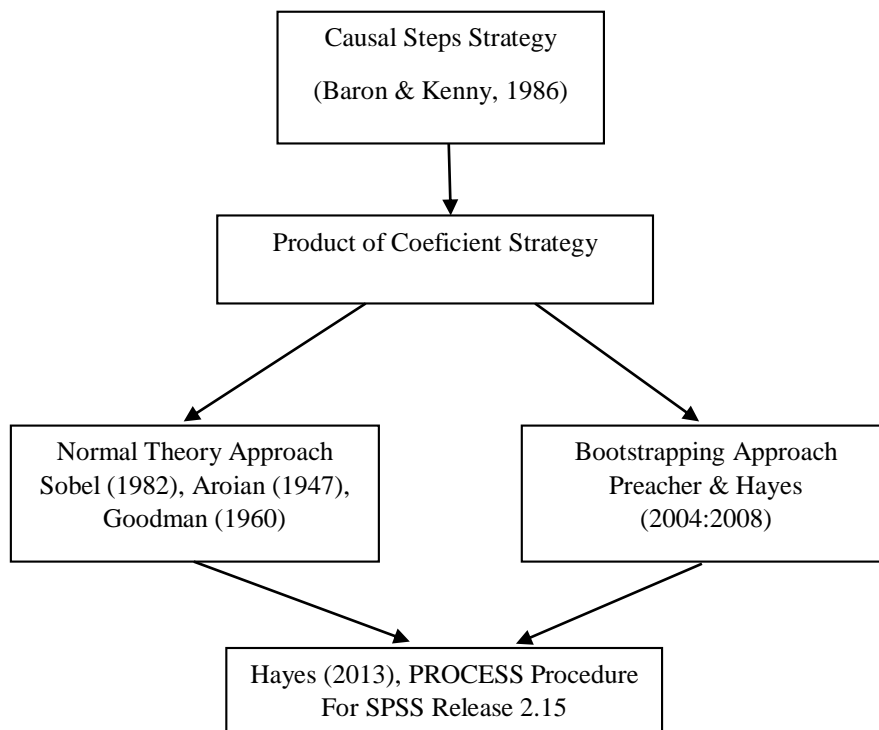 Causal Steps Strategy
(Baron & Kenny, 1986)
Product of Coeficient Strategy
Normal Theory Approach
Sobel (1982), Aroian (1947),
Goodman (1960)
Bootstrapping Approach
Preacher & Hayes
(2004:2008)
Hayes (2013), PROCESS Procedure
For SPSS Release 2.15